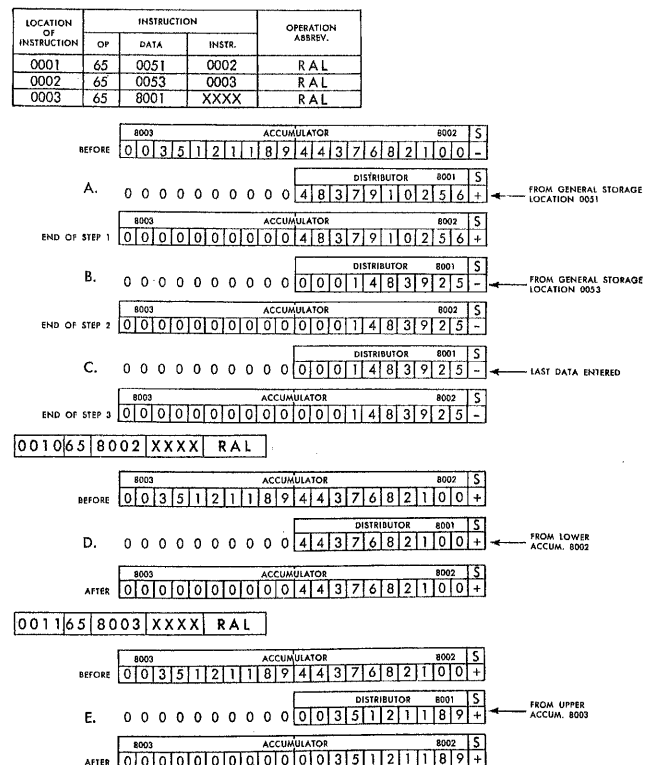 LOCATION OF INSTRUCTION | INSTRUCTION | OPERATION ABBREV.
OP | DATA | INSTR.
0001 | 65 | 0051 | 0002 | RAL
0002 | 65 | 0053 | 0003 | RAL
0003 | 65 | 8001 | XXXX | RAL
8003 ACCUMULATOR 8002 S
BEFORE 0 0 3 5 1 2 1 1 8 9 4 4 3 7 6 8 2 1 0 0 -
DISTRIBUTOR 8001 S
A. 0 0 0 0 0 0 0 0 0 0 4 8 3 7 9 1 0 2 5 6 + FROM GENERAL STORAGE LOCATION 0051
8003 ACCUMULATOR 8002 S
END OF STEP 1 0 0 0 0 0 0 0 0 0 0 4 8 3 7 9 1 0 2 5 6 +
DISTRIBUTOR 8001 S
B. 0 0 0 0 0 0 0 0 0 0 0 0 0 1 4 8 3 9 2 5 - FROM GENERAL STORAGE LOCATION 0053
8003 ACCUMULATOR 8002 S
END OF STEP 2 0 0 0 0 0 0 0 0 0 0 0 0 0 1 4 8 3 9 2 5 -
DISTRIBUTOR 8001 S
C. 0 0 0 0 0 0 0 0 0 0 0 0 0 1 4 8 3 9 2 5 - LAST DATA ENTERED
8003 ACCUMULATOR 8002 S
END OF STEP 3 0 0 0 0 0 0 0 0 0 0 0 0 0 1 4 8 3 9 2 5 -
0010 65 8002 XXXX RAL
8003 ACCUMULATOR 8002 S
BEFORE 0 0 3 5 1 2 1 1 8 9 4 4 3 7 6 8 2 1 0 0 +
DISTRIBUTOR 8001 S
D. 0 0 0 0 0 0 0 0 0 0 4 4 3 7 6 8 2 1 0 0 + FROM LOWER ACCUM. 8002
8003 ACCUMULATOR 8002 S
AFTER 0 0 0 0 0 0 0 0 0 0 4 4 3 7 6 8 2 1 0 0 +
0011 65 8003 XXXX RAL
8003 ACCUMULATOR 8002 S
BEFORE 0 0 3 5 1 2 1 1 8 9 4 4 3 7 6 8 2 1 0 0 +
DISTRIBUTOR 8001 S
E. 0 0 0 0 0 0 0 0 0 0 0 0 3 5 1 2 1 1 8 9 + FROM UPPER ACCUM. 8003
8003 ACCUMULATOR 8002 S
AFTER 0 0 0 0 0 0 0 0 0 0 0 0 3 5 1 2 1 1 8 9 +